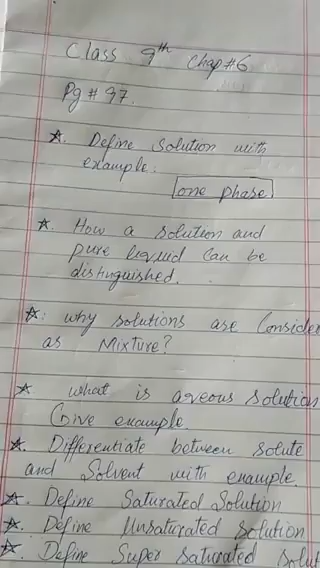 Class 9th Chap#6
Pg # 97.
☆. Define Solution with
example.
one phase
☆. How a solution and
pure liquid can be
distinguished.
☆: why solutions are Consider
as Mixture?
☆ what is aqeous solution
Give example
☆. Differentiate between solute
and Solvent with example.
☆. Define Saturated Solution
☆. Define Unsaturated solution
☆. Define Super saturated solut